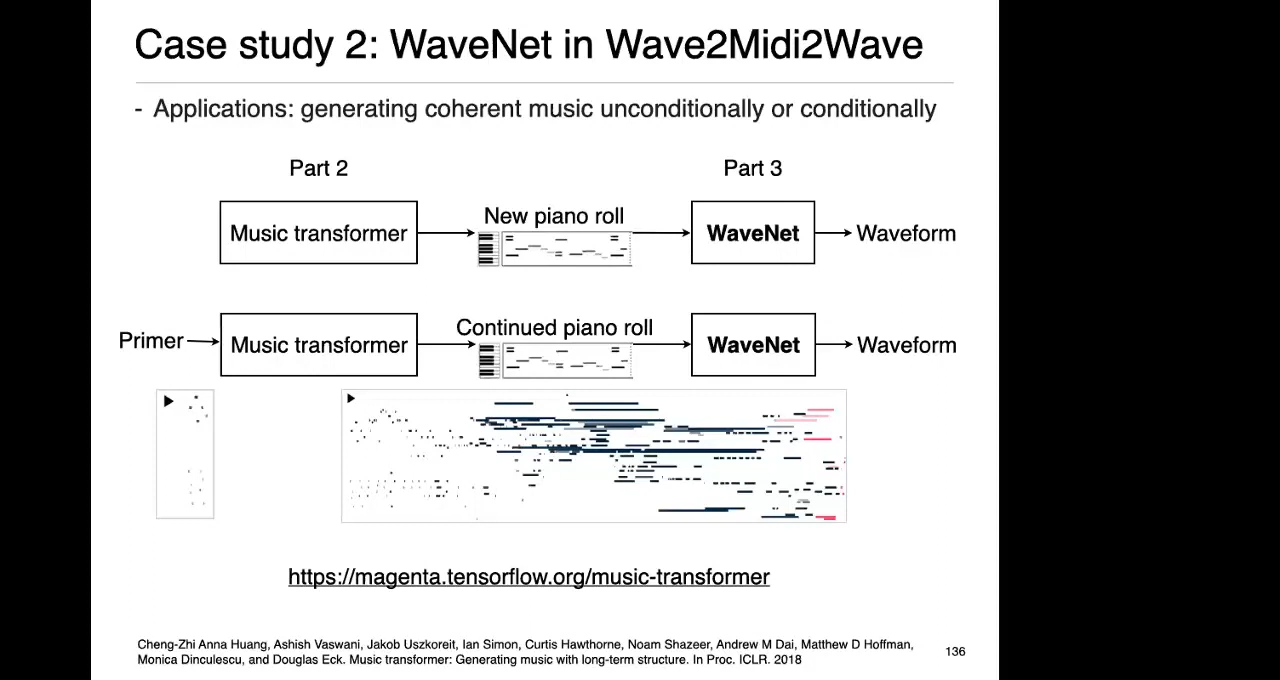 Case study 2: WaveNet in Wave2Midi2Wave
- Applications: generating coherent music unconditionally or conditionally
Part 2
Part 3
Music transformer
New piano roll
WaveNet
Waveform
Primer
Music transformer
Continued piano roll
WaveNet
Waveform
https://magenta.tensorflow.org/music-transformer
Cheng-Zhi Anna Huang, Ashish Vaswani, Jakob Uszkoreit, Ian Simon, Curtis Hawthorne, Noam Shazeer, Andrew M Dai, Matthew D Hoffman,
Monica Dinculescu, and Douglas Eck. Music transformer: Generating music with long-term structure. In Proc. ICLR. 2018
136